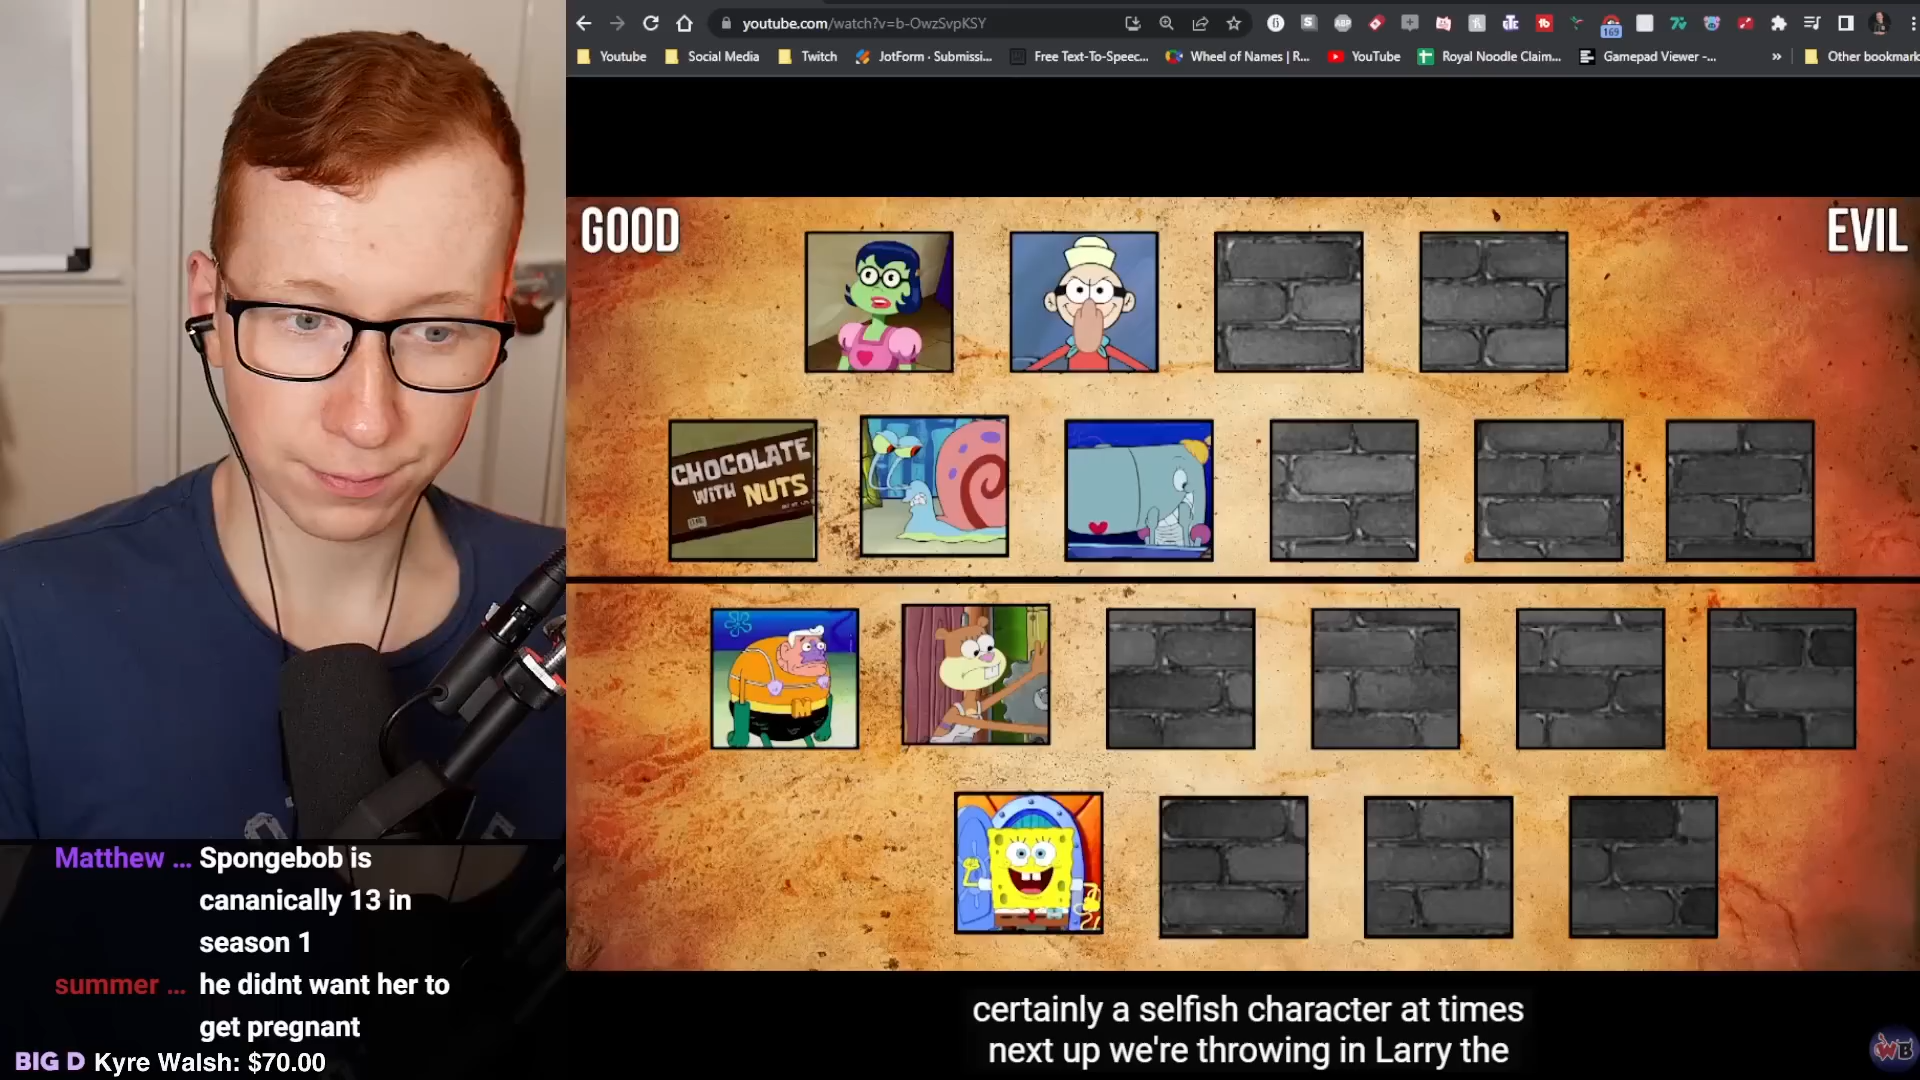 youtube.com/watch?v=b-OwzSvpKSY
169
Youtube
Social Media
Twitch
JotForm · Submissi...
Free Text-To-Speec...
Wheel of Names | R...
YouTube
Royal Noodle Claim...
Gamepad Viewer -...
»
Other bookmark
GOOD
EVIL
CHOCOLATE
WITH NUTS
M
Matthew ... Spongebob is
cananically 13 in
season 1
summer ... he didnt want her to
get pregnant
BIG D Kyre Walsh: $70.00
certainly a selfish character at times
next up we're throwing in Larry the
WB